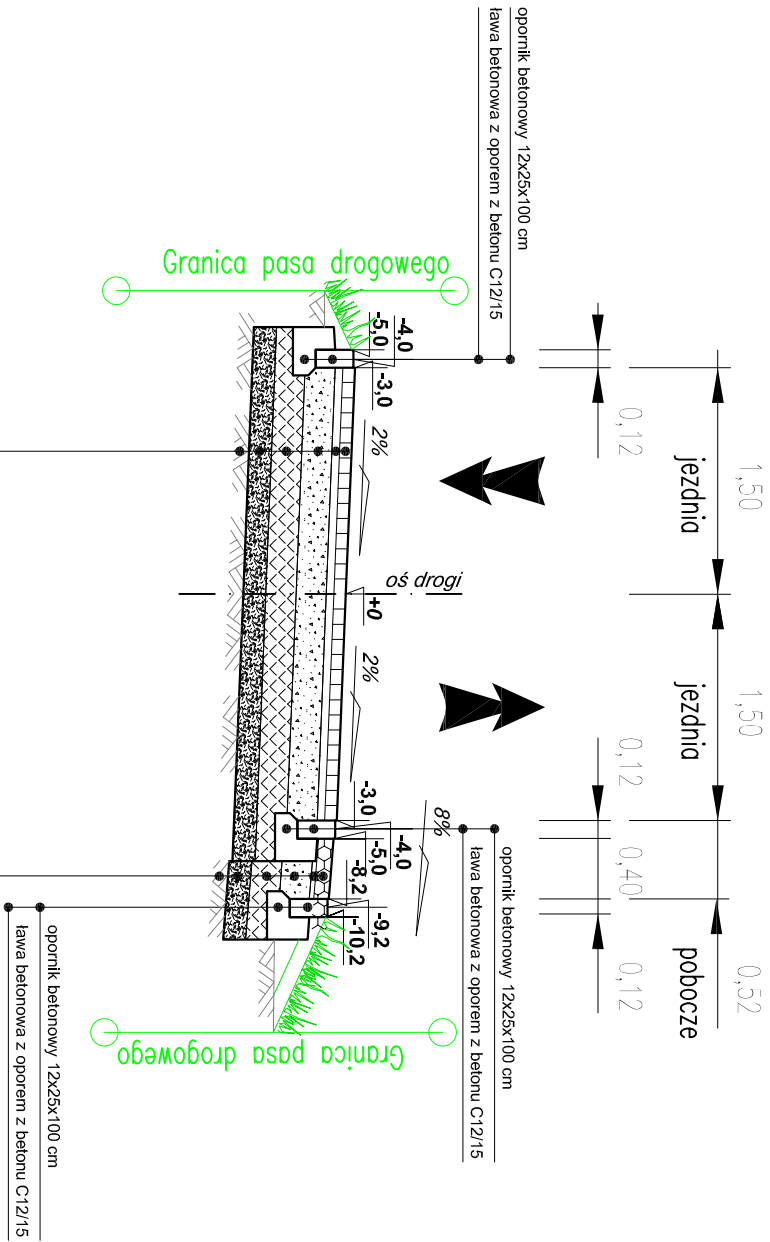 opornik betonowy 12x25x100 cm
ława betonowa z oporem z betonu C12/15
1,50
1,50
0,52
jezdnia
jezdnia
pobocze
0,12
0,12
0,40
0,12
opornik betonowy 12x25x100 cm
ława betonowa z oporem z betonu C12/15
Granica pasa drogowego
-4,0
-5,0
-3,0
2%
oś drogi
+0
2%
-3,0
-4,0
-5,0
8%
-8,2
-9,2
-10,2
Granica pasa drogowego
opornik betonowy 12x25x100 cm
ława betonowa z oporem z betonu C12/15